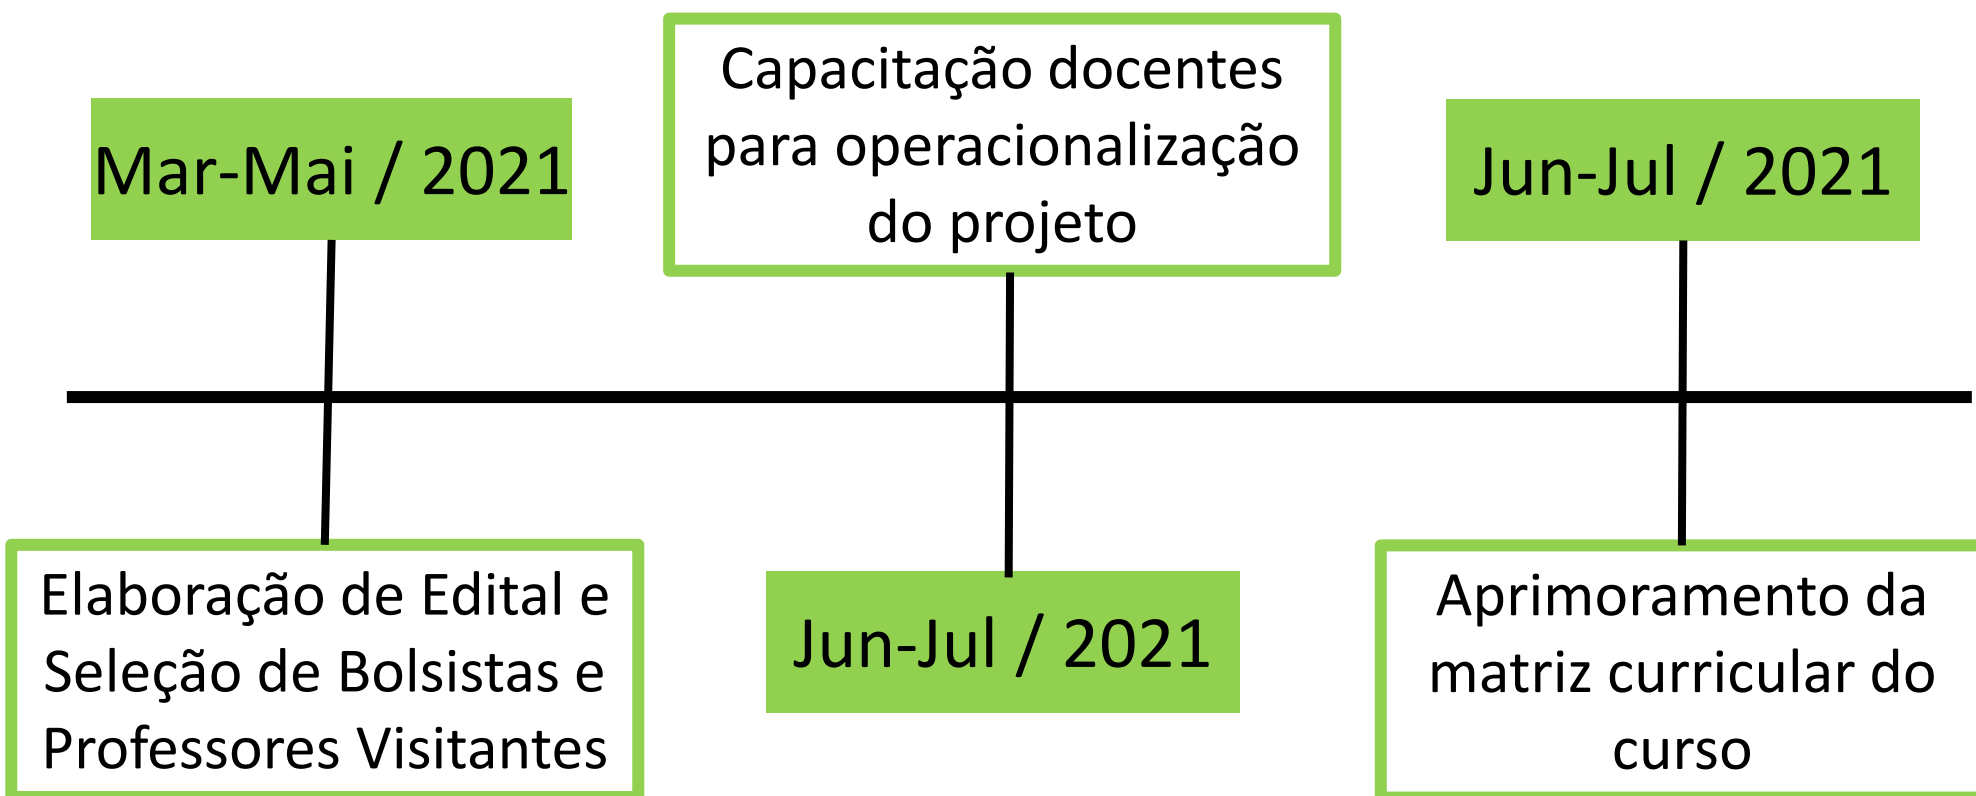 Mar-Mai / 2021
Elaboração de Edital e
Seleção de Bolsistas e
Professores Visitantes
Capacitação docentes
para operacionalização
do projeto
Jun-Jul / 2021
Jun-Jul / 2021
Aprimoramento da
matriz curricular do
curso